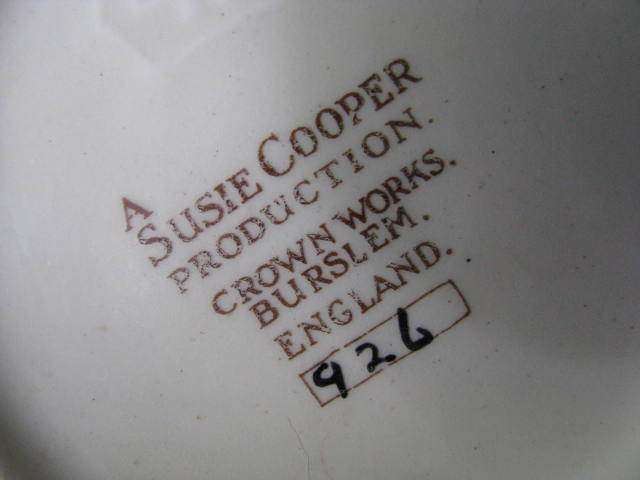 A
SUSIE COOPER
PRODUCTION.
CROWN WORKS.
BURSLEM.
ENGLAND.
926